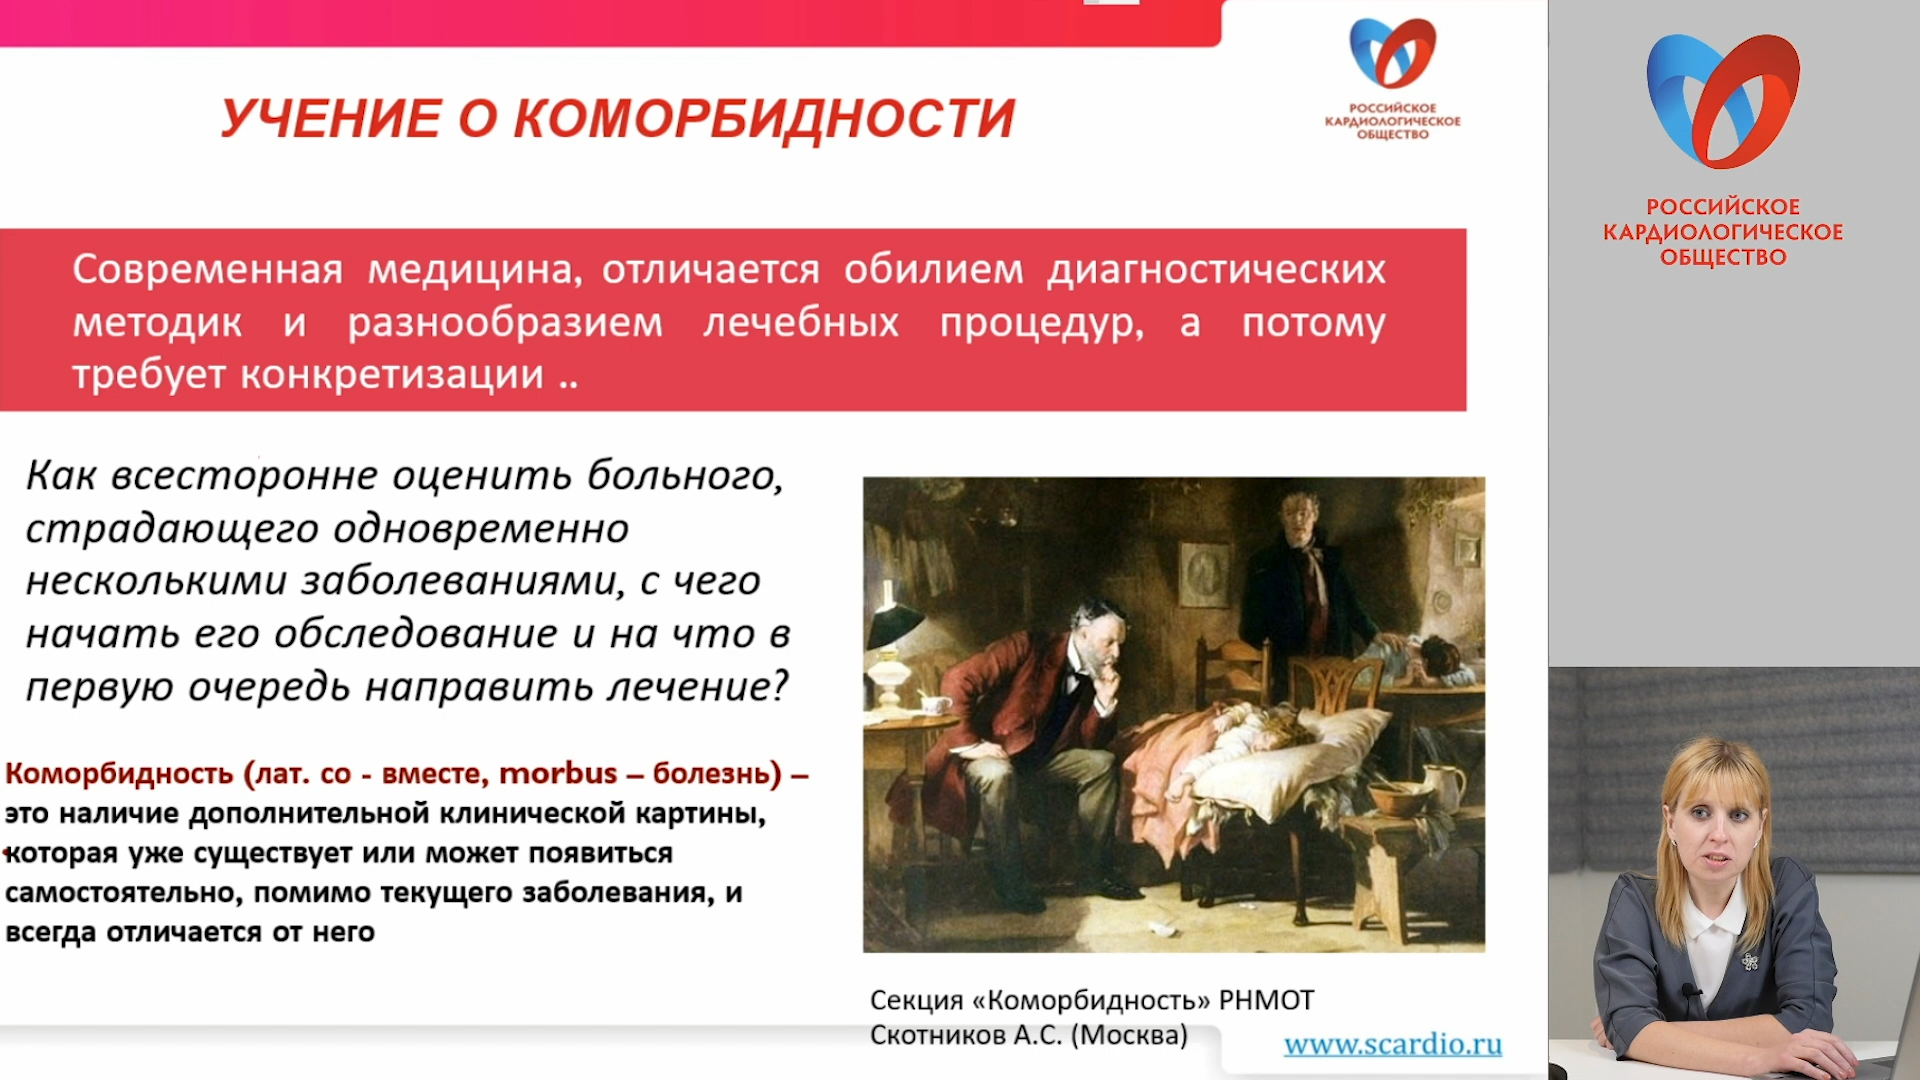 УЧЕНИЕ О КОМОРБИДНОСТИ
РОССИЙСКОЕ
КАРДИОЛОГИЧЕСКОЕ
ОБЩЕСТВО
Современная медицина, отличается обилием диагностических
методик и разнообразием лечебных процедур, а потому
требует конкретизации ..
Как всесторонне оценить больного,
страдающего одновременно
несколькими заболеваниями, с чего
начать его обследование и на что в
первую очередь направить лечение?
Коморбидность (лат. со - вместе, morbus – болезнь) –
это наличие дополнительной клинической картины,
которая уже существует или может появиться
самостоятельно, помимо текущего заболевания, и
всегда отличается от него
Секция «Коморбидность» РНМОТ
Скотников А.С. (Москва)
www.scardio.ru
РОССИЙСКОЕ
КАРДИОЛОГИЧЕСКОЕ
ОБЩЕСТВО